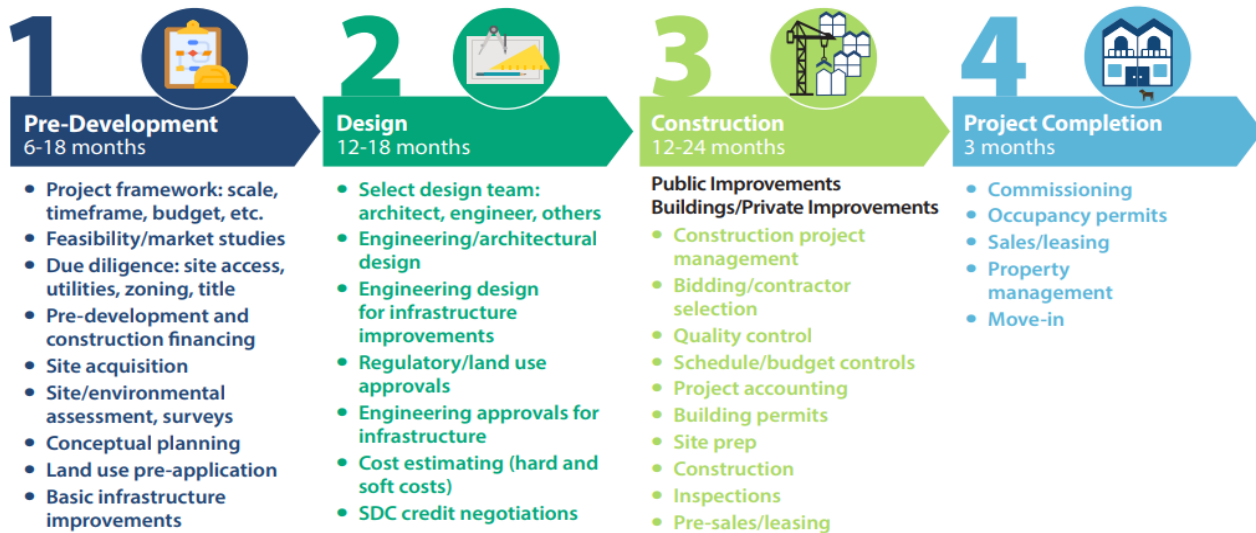 1
Pre-Development
6-18 months
• Project framework: scale,
timeframe, budget, etc.
• Feasibility/market studies
• Due diligence: site access,
utilities, zoning, title
• Pre-development and
construction financing
• Site acquisition
• Site/environmental
assessment, surveys
• Conceptual planning
• Land use pre-application
• Basic infrastructure
improvements
2
Design
12-18 months
• Select design team:
architect, engineer, others
• Engineering/architectural
design
• Engineering design
for infrastructure
improvements
• Regulatory/land use
approvals
• Engineering approvals for
infrastructure
• Cost estimating (hard and
soft costs)
• SDC credit negotiations
3
Construction
12-24 months
Public Improvements
Buildings/Private Improvements
• Construction project
management
• Bidding/contractor
selection
• Quality control
• Schedule/budget controls
• Project accounting
• Building permits
• Site prep
• Construction
• Inspections
• Pre-sales/leasing
4
Project Completion
3 months
• Commissioning
• Occupancy permits
• Sales/leasing
• Property
management
• Move-in